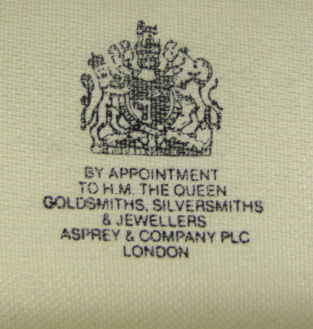 BY APPOINTMENT
TO H.M. THE QUEEN
GOLDSMITHS, SILVERSMITHS
& JEWELLERS
ASPREY & COMPANY PLC
LONDON